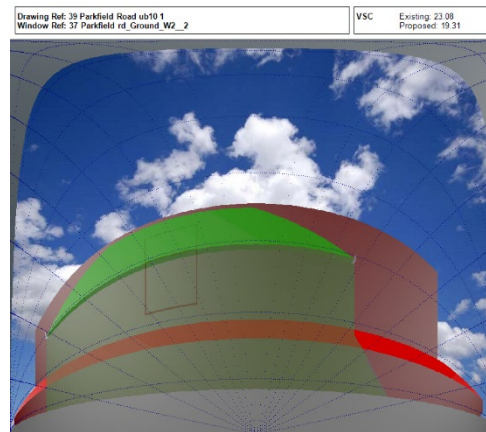 Drawing Ref: 39 Parkfield Road ub10 1
Window Ref: 37 Parkfield rd_Ground_W2__2
VSC Existing: 23.08
Proposed: 19.31